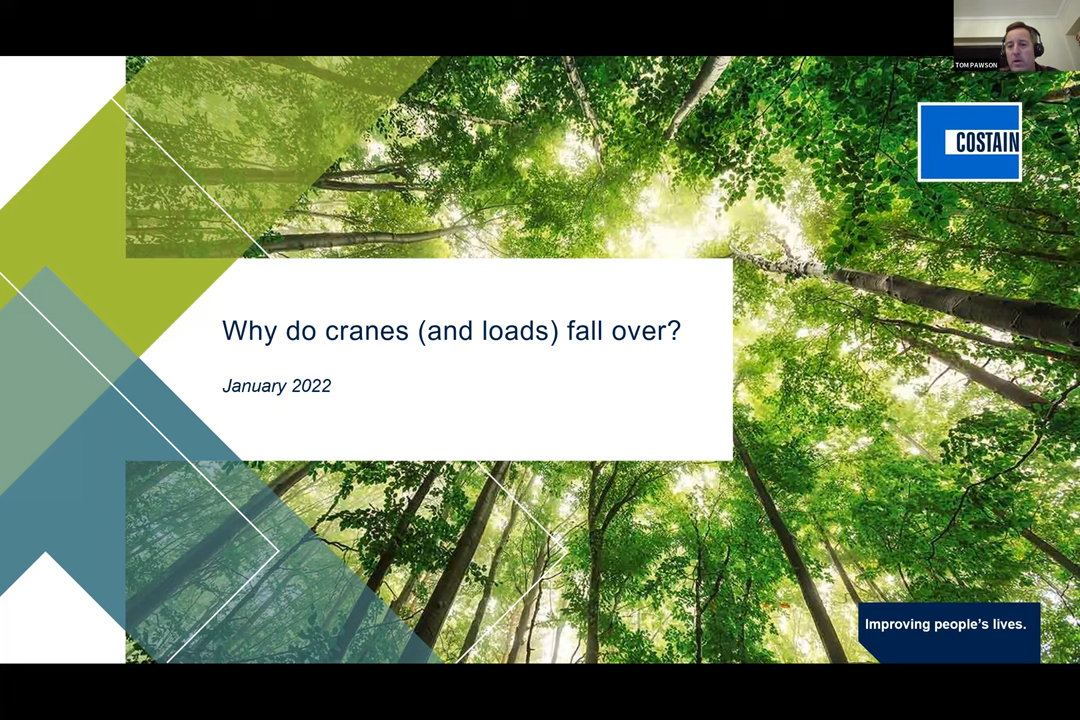 TOM PAWSON
COSTAIN
Why do cranes (and loads) fall over?
January 2022
Improving people's lives.